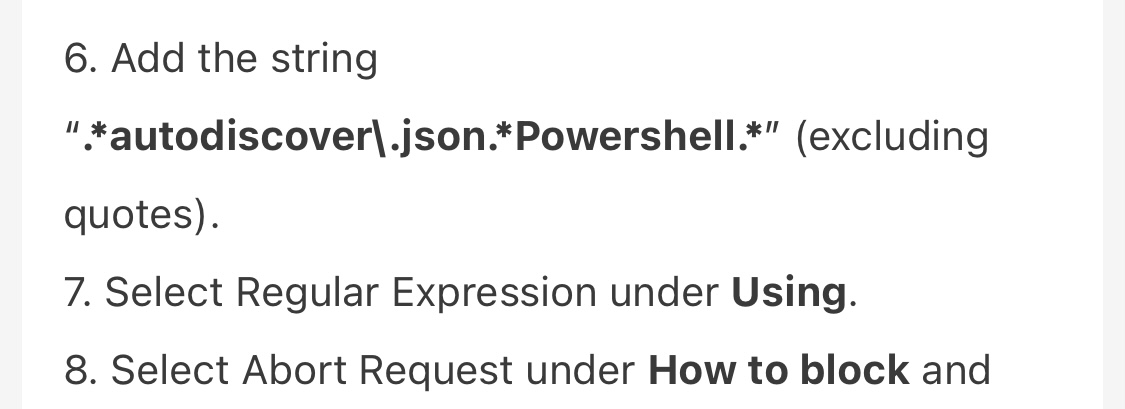 6. Add the string
“.*autodiscover\.json.*Powershell.*” (excluding
quotes).
7. Select Regular Expression under Using.
8. Select Abort Request under How to block and